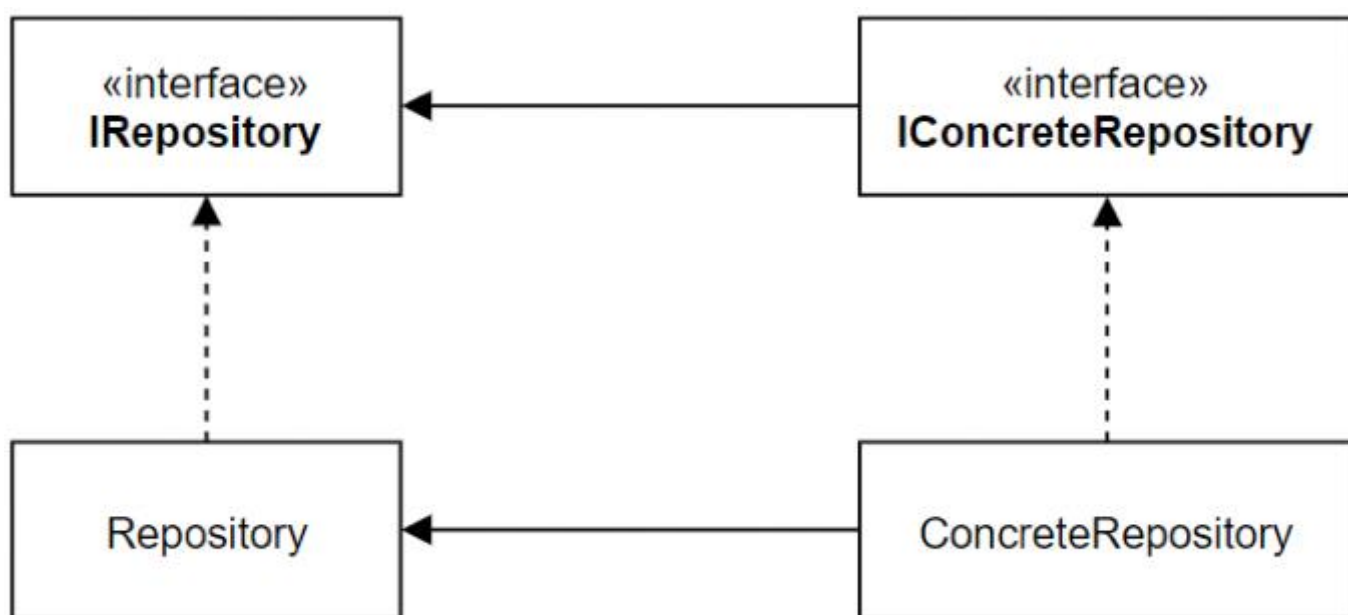 «interface»
IRepository
«interface»
IConcreteRepository
Repository
ConcreteRepository